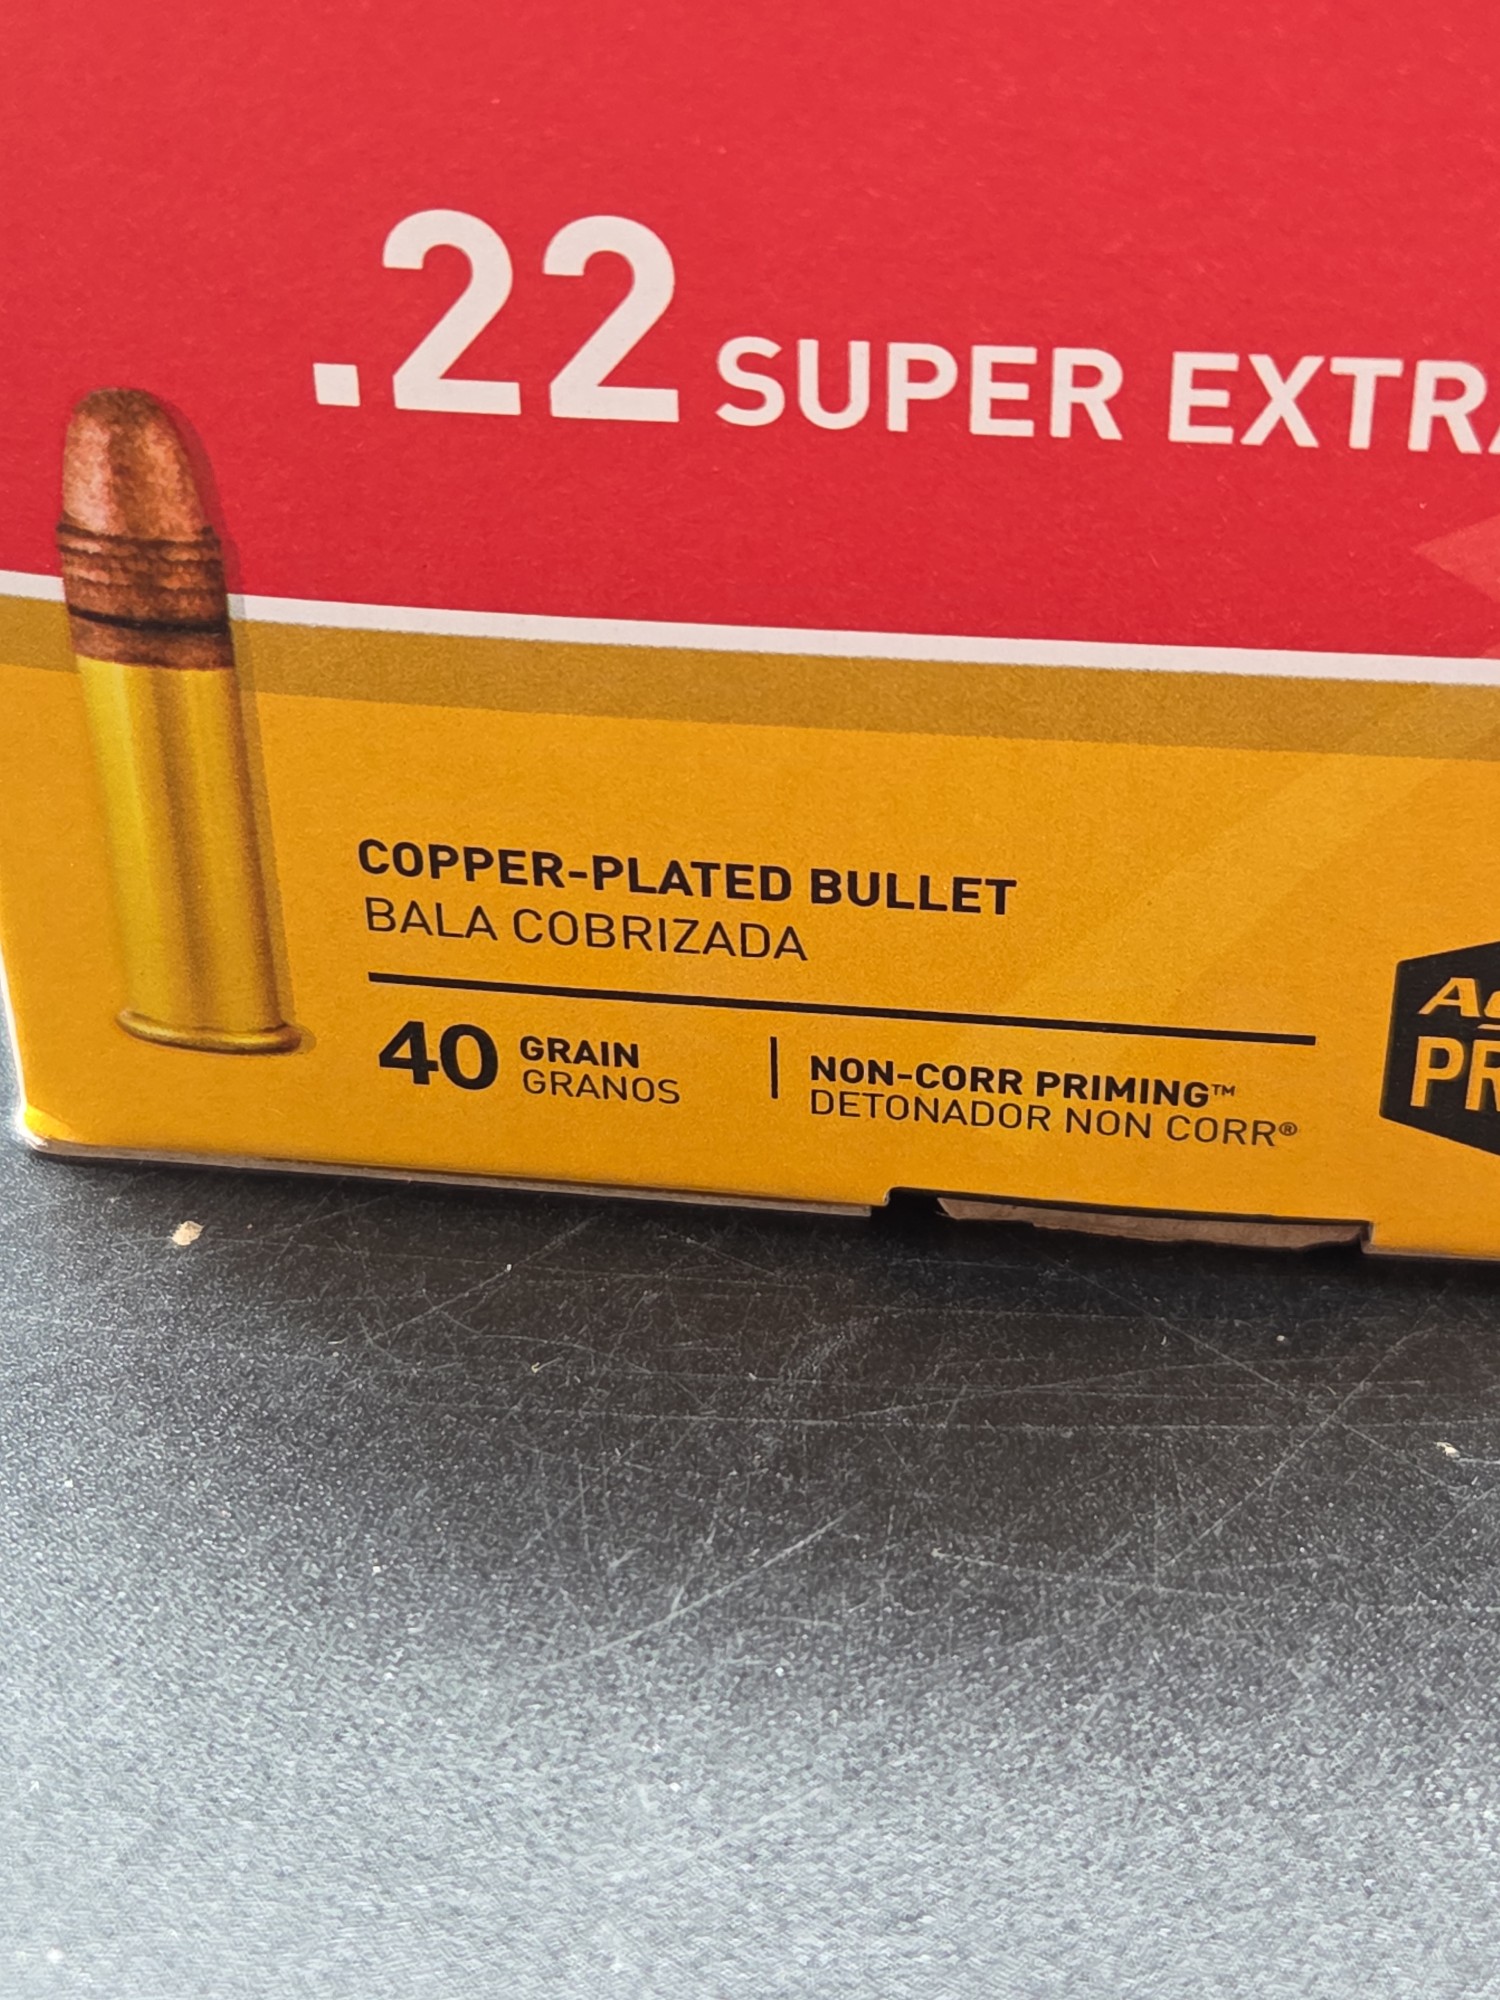 .22 SUPER EXTRA
COPPER-PLATED BULLET
BALA COBRIZADA
40 GRAIN
GRANOS
NON-CORR PRIMING™
DETONADOR NON CORR®